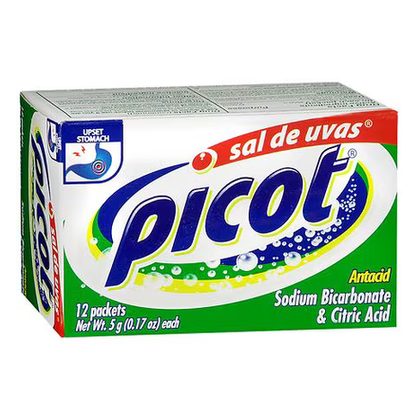 UPSET
STOMACH
sal de uvas®
picot®
Antacid
Sodium Bicarbonate
& Citric Acid
12 packets
Net Wt. 5 g (0.17 oz) each